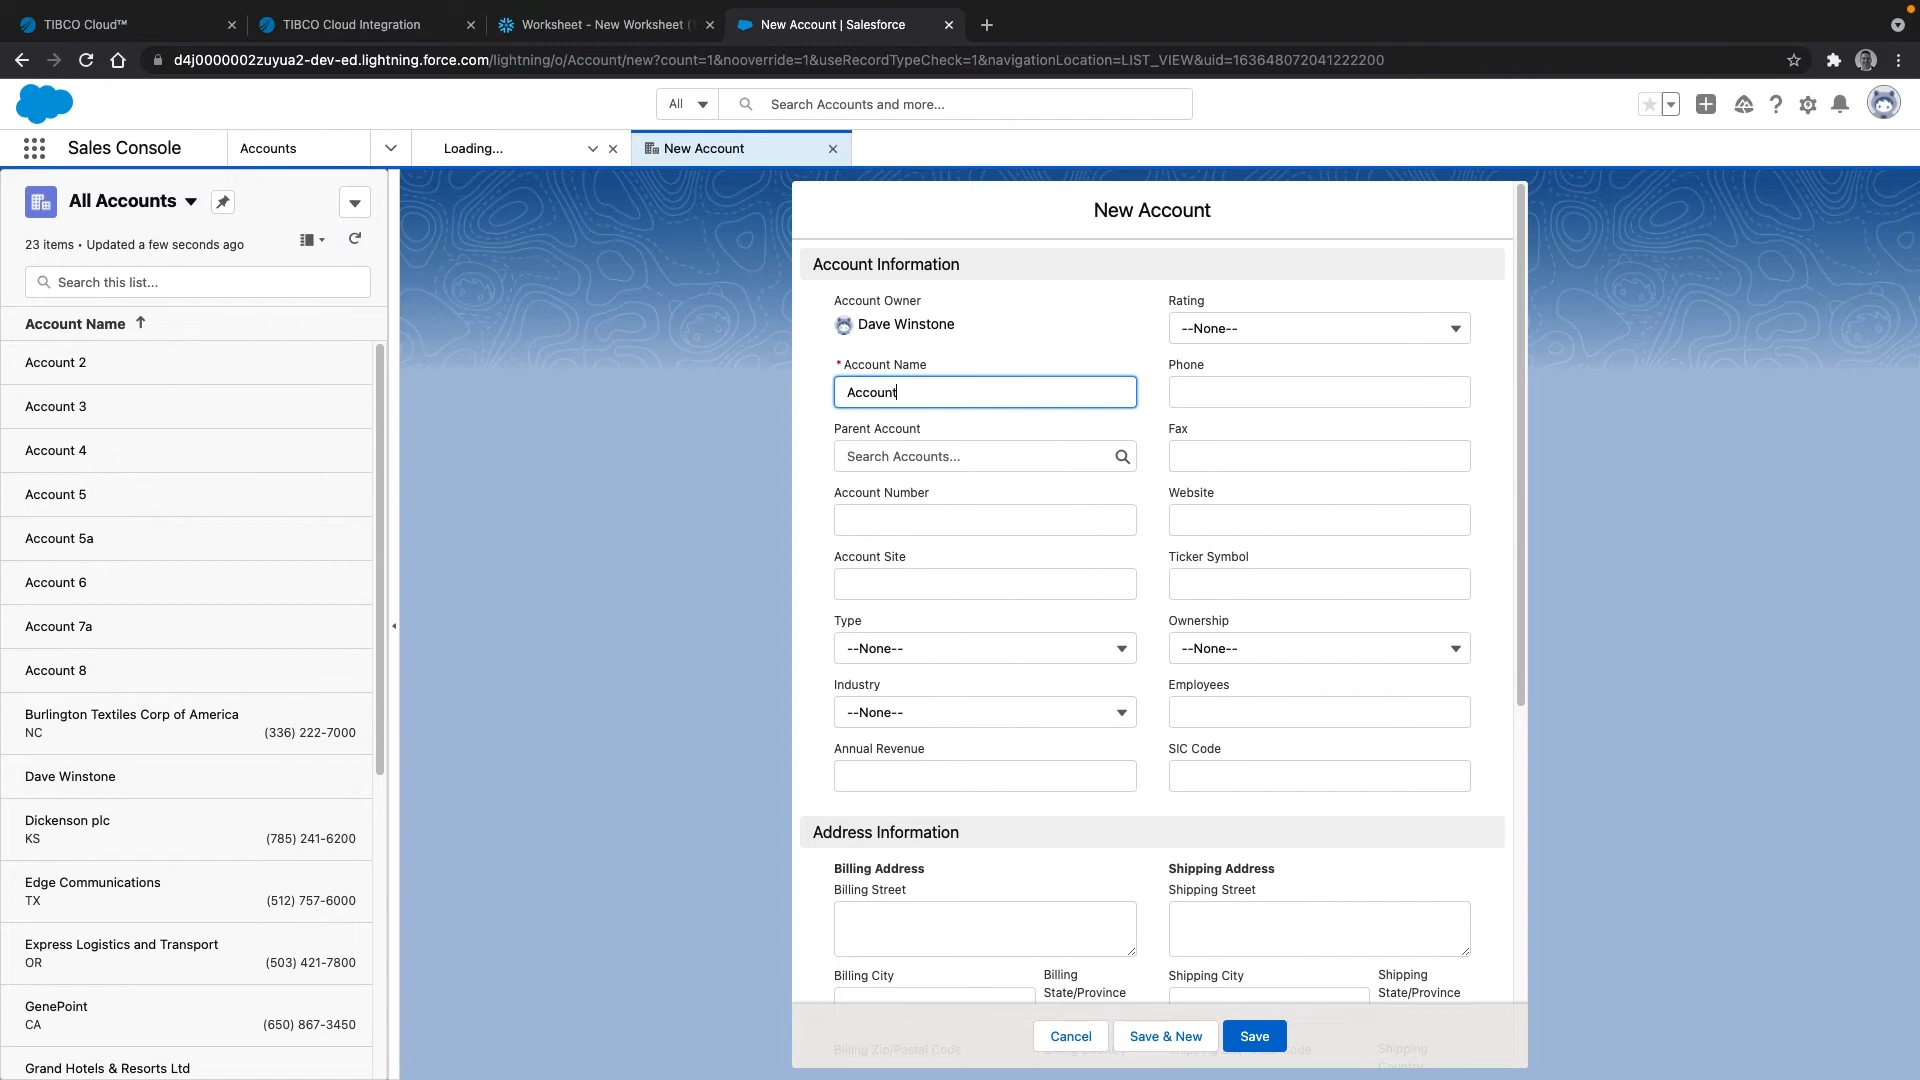 TIBCO Cloud™
TIBCO Cloud Integration
Worksheet - New Worksheet (1
New Account | Salesforce
d4j0000002zuyua2-dev-ed.lightning.force.com/lightning/o/Account/new?count=1&nooverride=1&useRecordTypeCheck=1&navigationLocation=LIST_VIEW&uid=163648072041222200
All
Search Accounts and more...
Sales Console
Accounts
Loading...
New Account
All Accounts
23 items • Updated a few seconds ago
Search this list...
Account Name
Account 2
Account 3
Account 4
Account 5
Account 5a
Account 6
Account 7a
Account 8
Burlington Textiles Corp of America
NC
(336) 222-7000
Dave Winstone
Dickenson plc
KS
(785) 241-6200
Edge Communications
TX
(512) 757-6000
Express Logistics and Transport
OR
(503) 421-7800
GenePoint
CA
(650) 867-3450
Grand Hotels & Resorts Ltd
New Account
Account Information
Account Owner
Dave Winstone
Rating
--None--
* Account Name
Account
Phone
Parent Account
Search Accounts...
Fax
Account Number
Website
Account Site
Ticker Symbol
Type
--None--
Ownership
--None--
Industry
--None--
Employees
Annual Revenue
SIC Code
Address Information
Billing Address
Billing Street
Shipping Address
Shipping Street
Billing City
Billing
State/Province
Shipping City
Shipping
State/Province
Cancel
Save & New
Save
Billing Zip/Postal Code
Shipping
Country